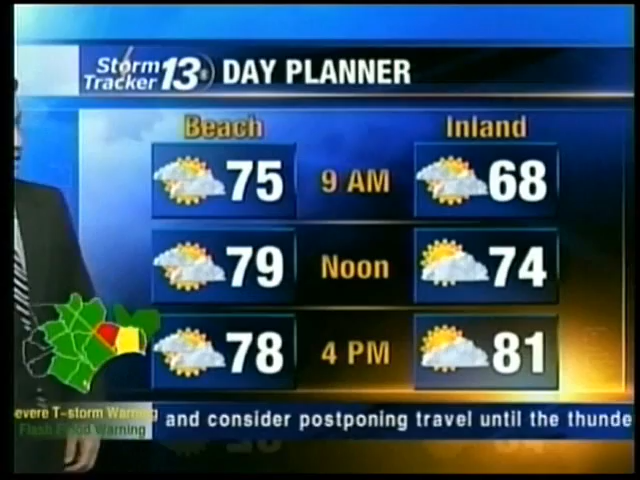 Storm
Tracker 13 DAY PLANNER
Beach Inland
75 9 AM 68
79 Noon 74
78 4 PM 81
evere T-storm Warning
Flash Flood Warning
and consider postponing travel until the thunde